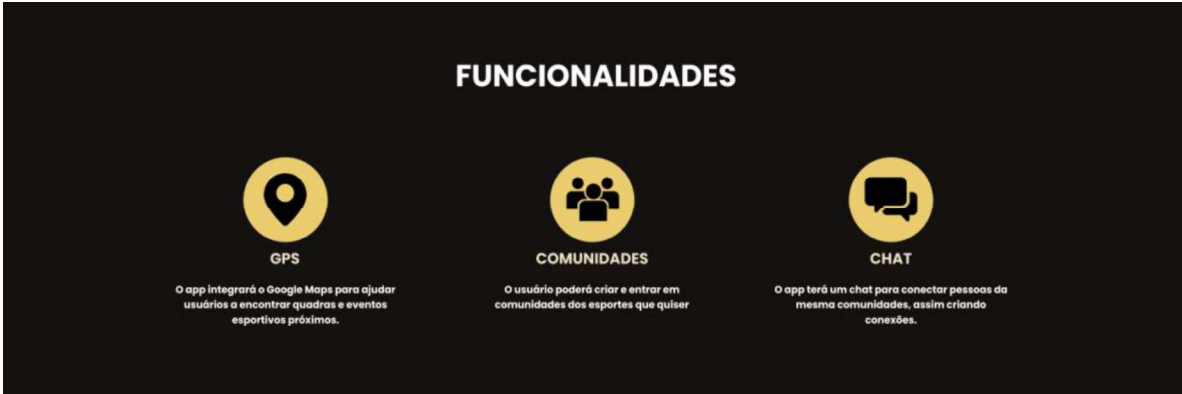 FUNCIONALIDADES
GPS
O app integrará o Google Maps para ajudar
usuários a encontrar quadras e eventos
esportivos próximos.
COMUNIDADES
O usuário poderá criar e entrar em
comunidades dos esportes que quiser
CHAT
O app terá um chat para conectar pessoas da
mesma comunidades, assim criando
conexões.